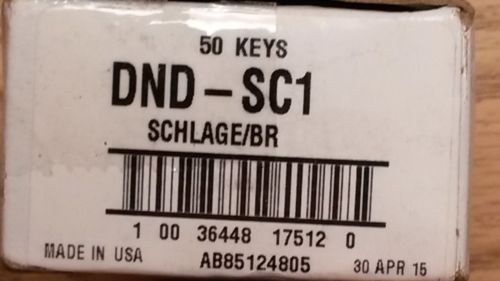 50 KEYS
DND-SC1
SCHLAGE/BR
1 00 36448 17512 0
MADE IN USA AB85124805 30 APR 15